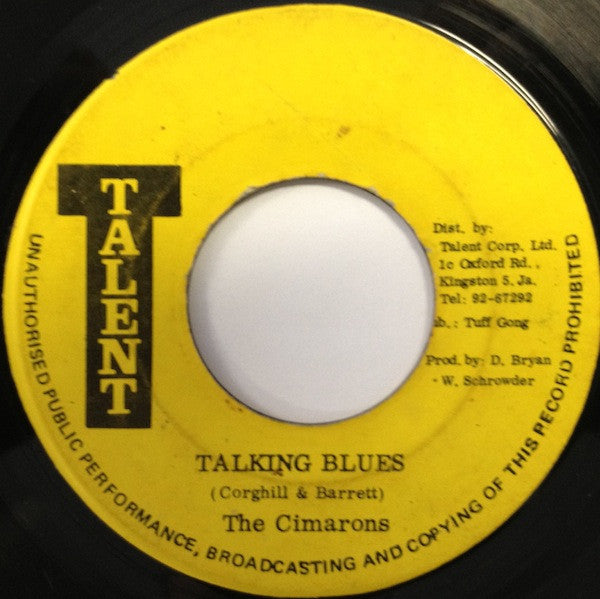 TALENT
Dist. by:
Talent Corp. Ltd.
1c Oxford Rd.,
Kingston 5. Ja.
Tel: 92-67292
ub.: Tuff Gong
Prod. by: D. Bryan
- W. Schrowder
TALKING BLUES
(Corghill & Barrett)
The Cimarons
UNAUTHORISED PUBLIC PERFORMANCE, BROADCASTING AND COPYING OF THIS RECORD PROHIBITED